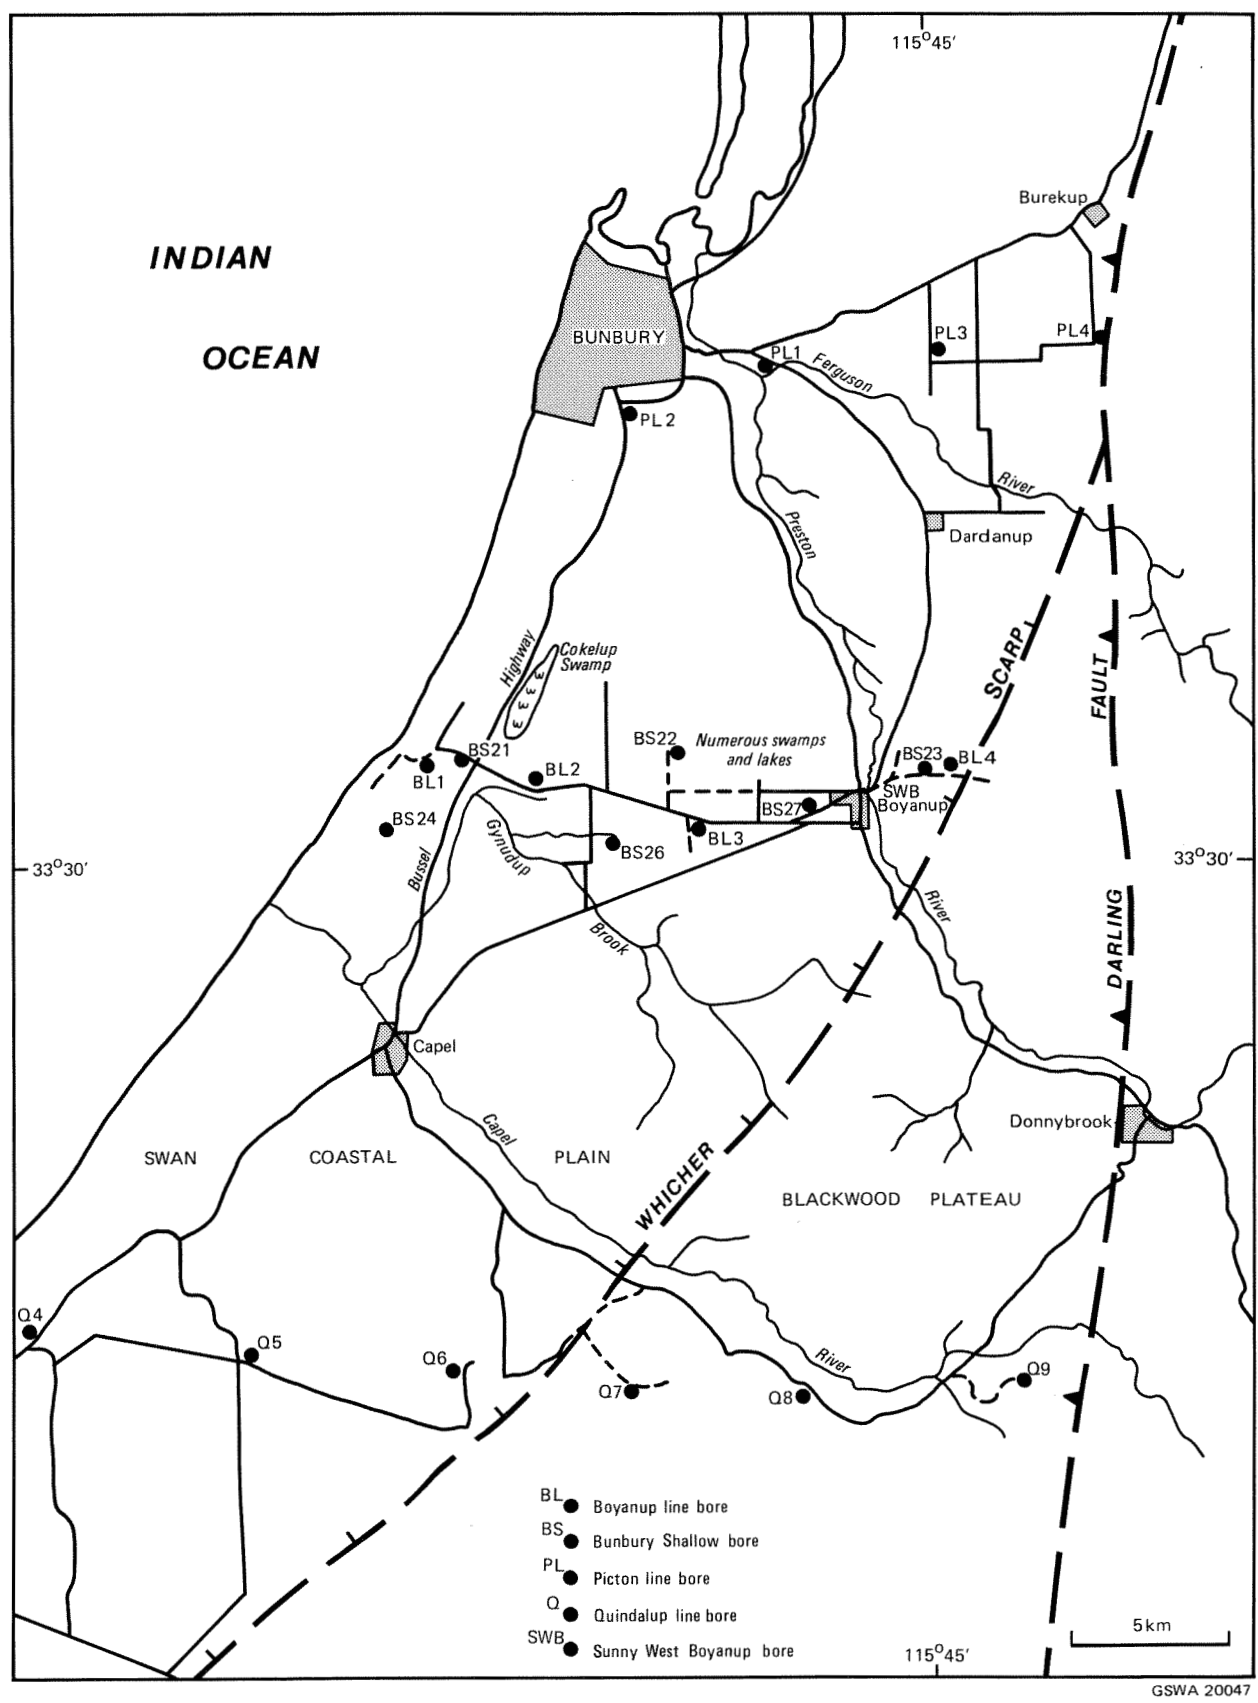 115°45'
Burekup
INDIAN
OCEAN
BUNBURY
PL3
PL4
PL1
Ferguson
PL2
River
Preston
Dardanup
Highway
Cokelup
Swamp
SCARP
FAULT
BS22
Numerous swamps
and lakes
BS21
BS23
BL4
BL1
BL2
SWB
Boyanup
BS27
BS24
BL3
BS26
Gynudup
Bussel
33°30'
33°30'
River
Brook
DARLING
Capel
Capel
Donnybrook
SWAN COASTAL PLAIN
WHICHER
BLACKWOOD PLATEAU
Q4
Q5
Q6
River
Q7
Q8
Q9
BL Boyanup line bore
BS Bunbury Shallow bore
PL Picton line bore
Q Quindalup line bore
SWB Sunny West Boyanup bore
5km
115°45'
GSWA 20047